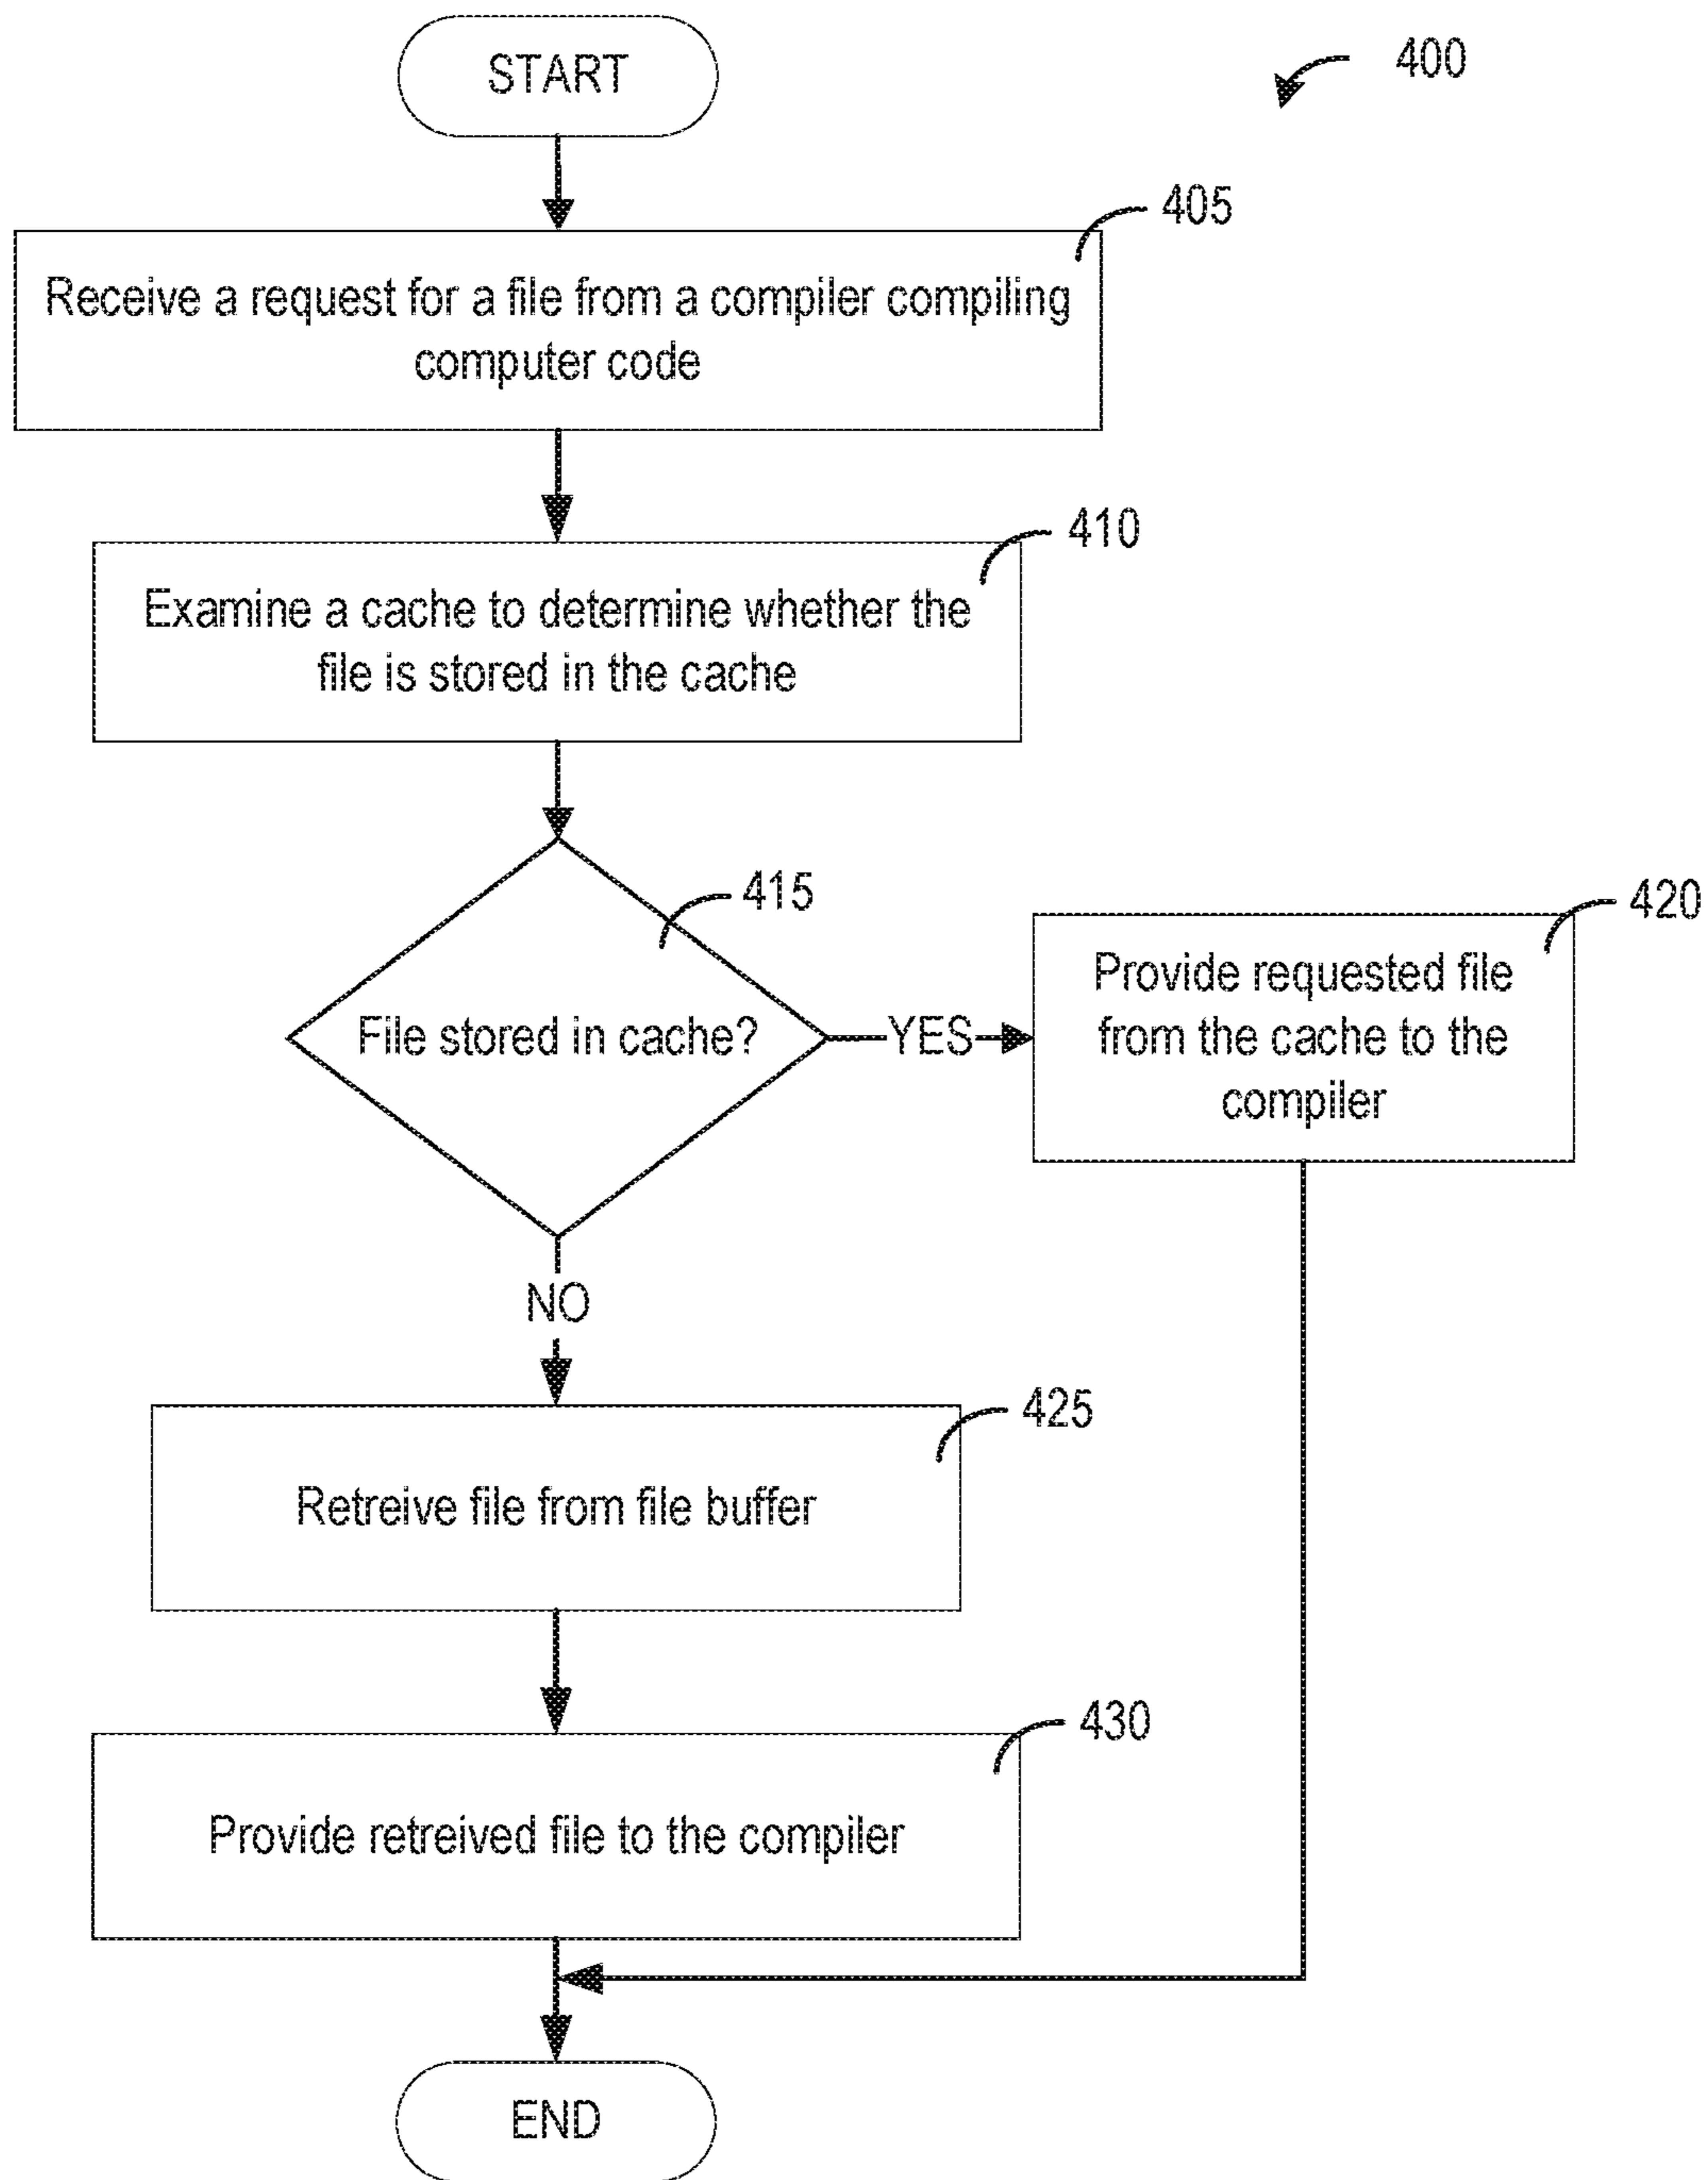 START
400
405
Receive a request for a file from a compiler compiling
computer code
410
Examine a cache to determine whether the
file is stored in the cache
415
File stored in cache?
YES
420
Provide requested file
from the cache to the
compiler
NO
425
Retreive file from file buffer
430
Provide retreived file to the compiler
END